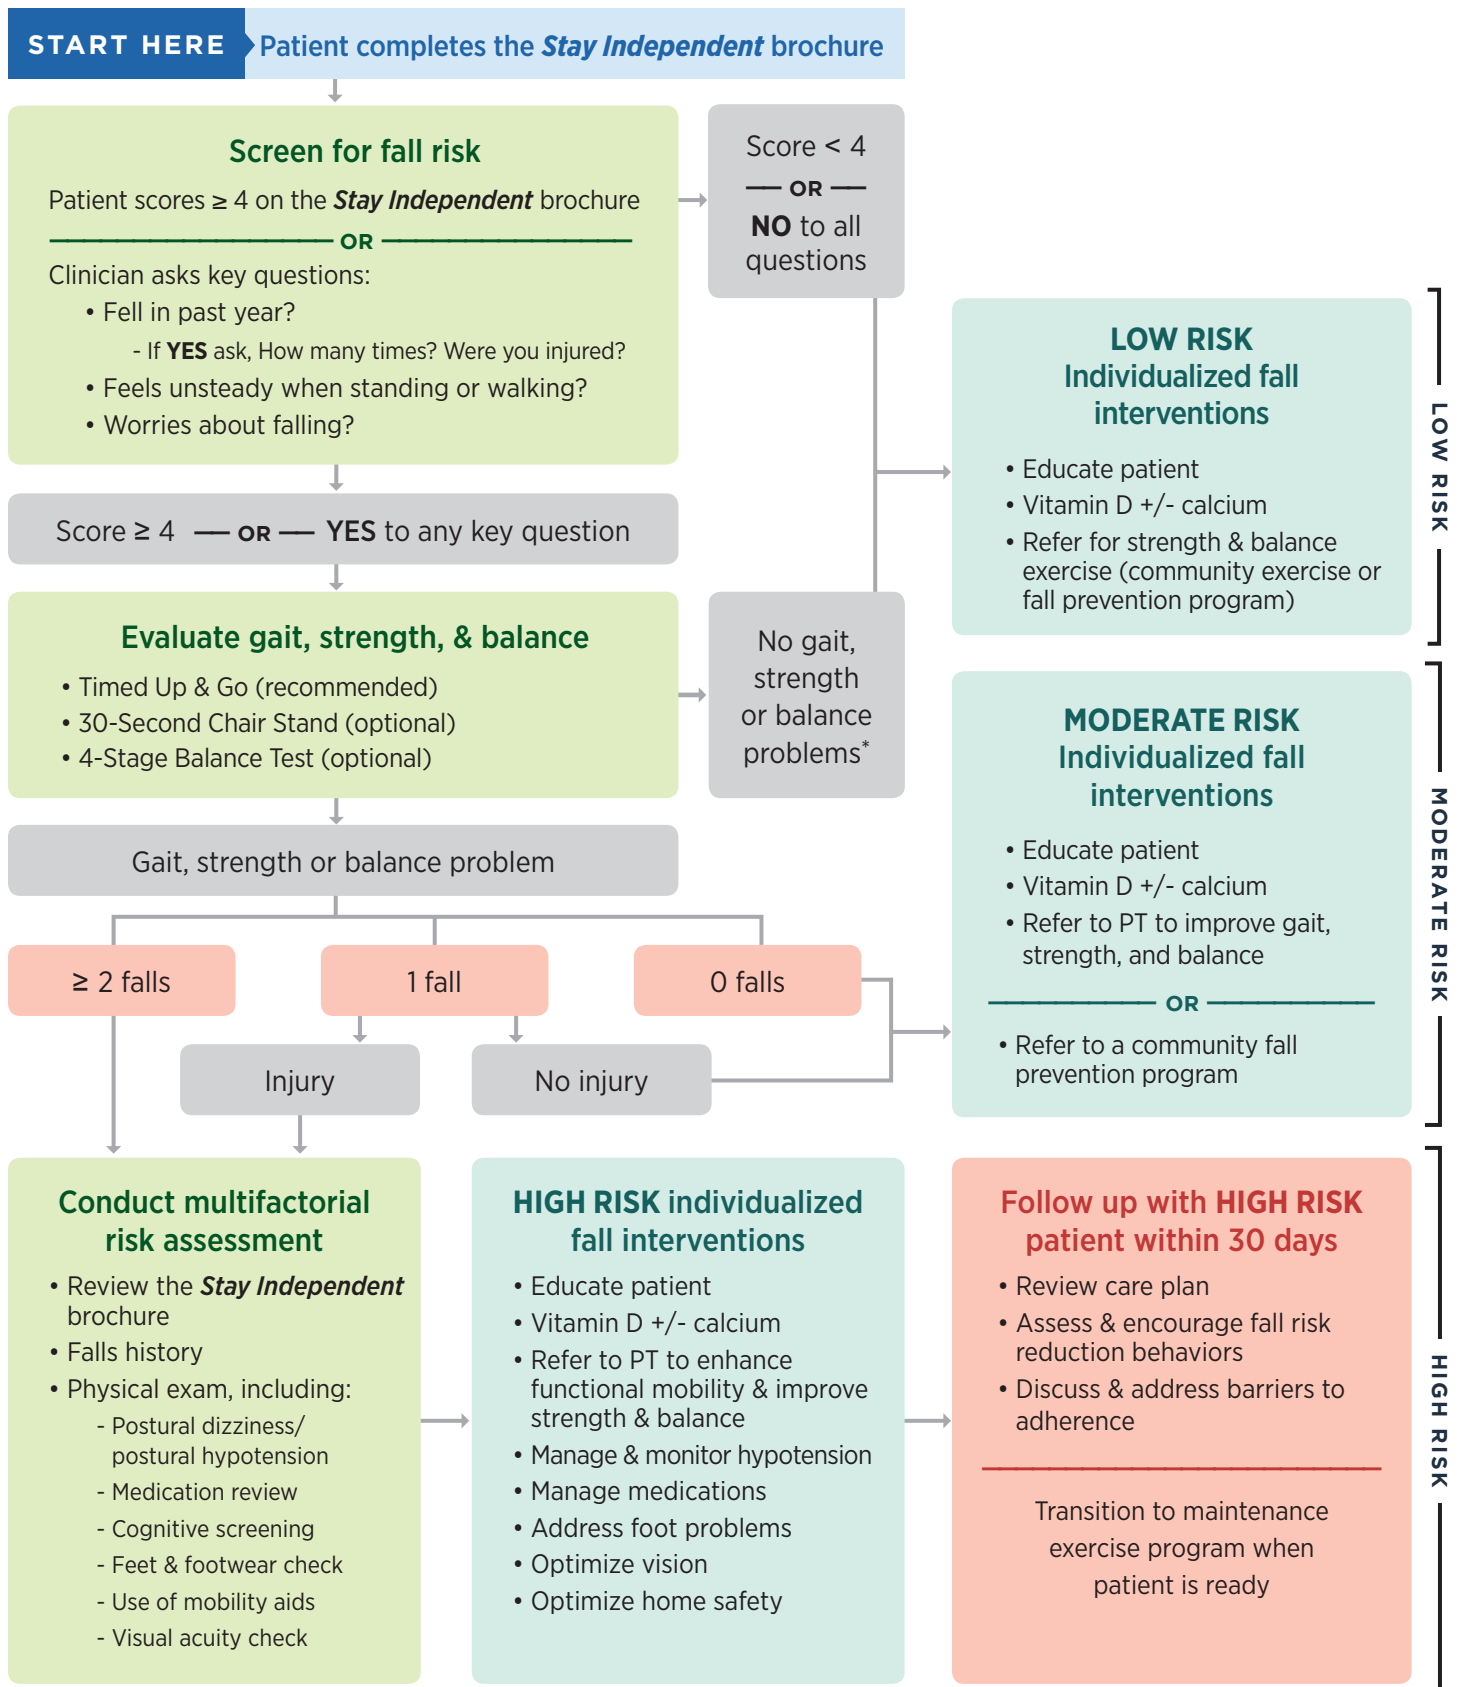 START HERE
Patient completes the Stay Independent brochure
Screen for fall risk
Patient scores ≥ 4 on the Stay Independent brochure
OR
Clinician asks key questions:
• Fell in past year?
- If YES ask, How many times? Were you injured?
• Feels unsteady when standing or walking?
• Worries about falling?
Score < 4
OR
NO to all
questions
Score ≥ 4 OR YES to any key question
Evaluate gait, strength, & balance
• Timed Up & Go (recommended)
• 30-Second Chair Stand (optional)
• 4-Stage Balance Test (optional)
No gait,
strength
or balance
problems*
LOW RISK
Individualized fall
interventions
• Educate patient
• Vitamin D +/- calcium
• Refer for strength & balance
exercise (community exercise or
fall prevention program)
LOW RISK
Gait, strength or balance problem
≥ 2 falls
1 fall
0 falls
Injury
No injury
MODERATE RISK
Individualized fall
interventions
• Educate patient
• Vitamin D +/- calcium
• Refer to PT to improve gait,
strength, and balance
OR
• Refer to a community fall
prevention program
MODERATE RISK
Conduct multifactorial
risk assessment
• Review the Stay Independent
brochure
• Falls history
• Physical exam, including:
- Postural dizziness/
postural hypotension
- Medication review
- Cognitive screening
- Feet & footwear check
- Use of mobility aids
- Visual acuity check
HIGH RISK individualized
fall interventions
• Educate patient
• Vitamin D +/- calcium
• Refer to PT to enhance
functional mobility & improve
strength & balance
• Manage & monitor hypotension
• Manage medications
• Address foot problems
• Optimize vision
• Optimize home safety
Follow up with HIGH RISK
patient within 30 days
• Review care plan
• Assess & encourage fall risk
reduction behaviors
• Discuss & address barriers to
adherence
Transition to maintenance
exercise program when
patient is ready
HIGH RISK